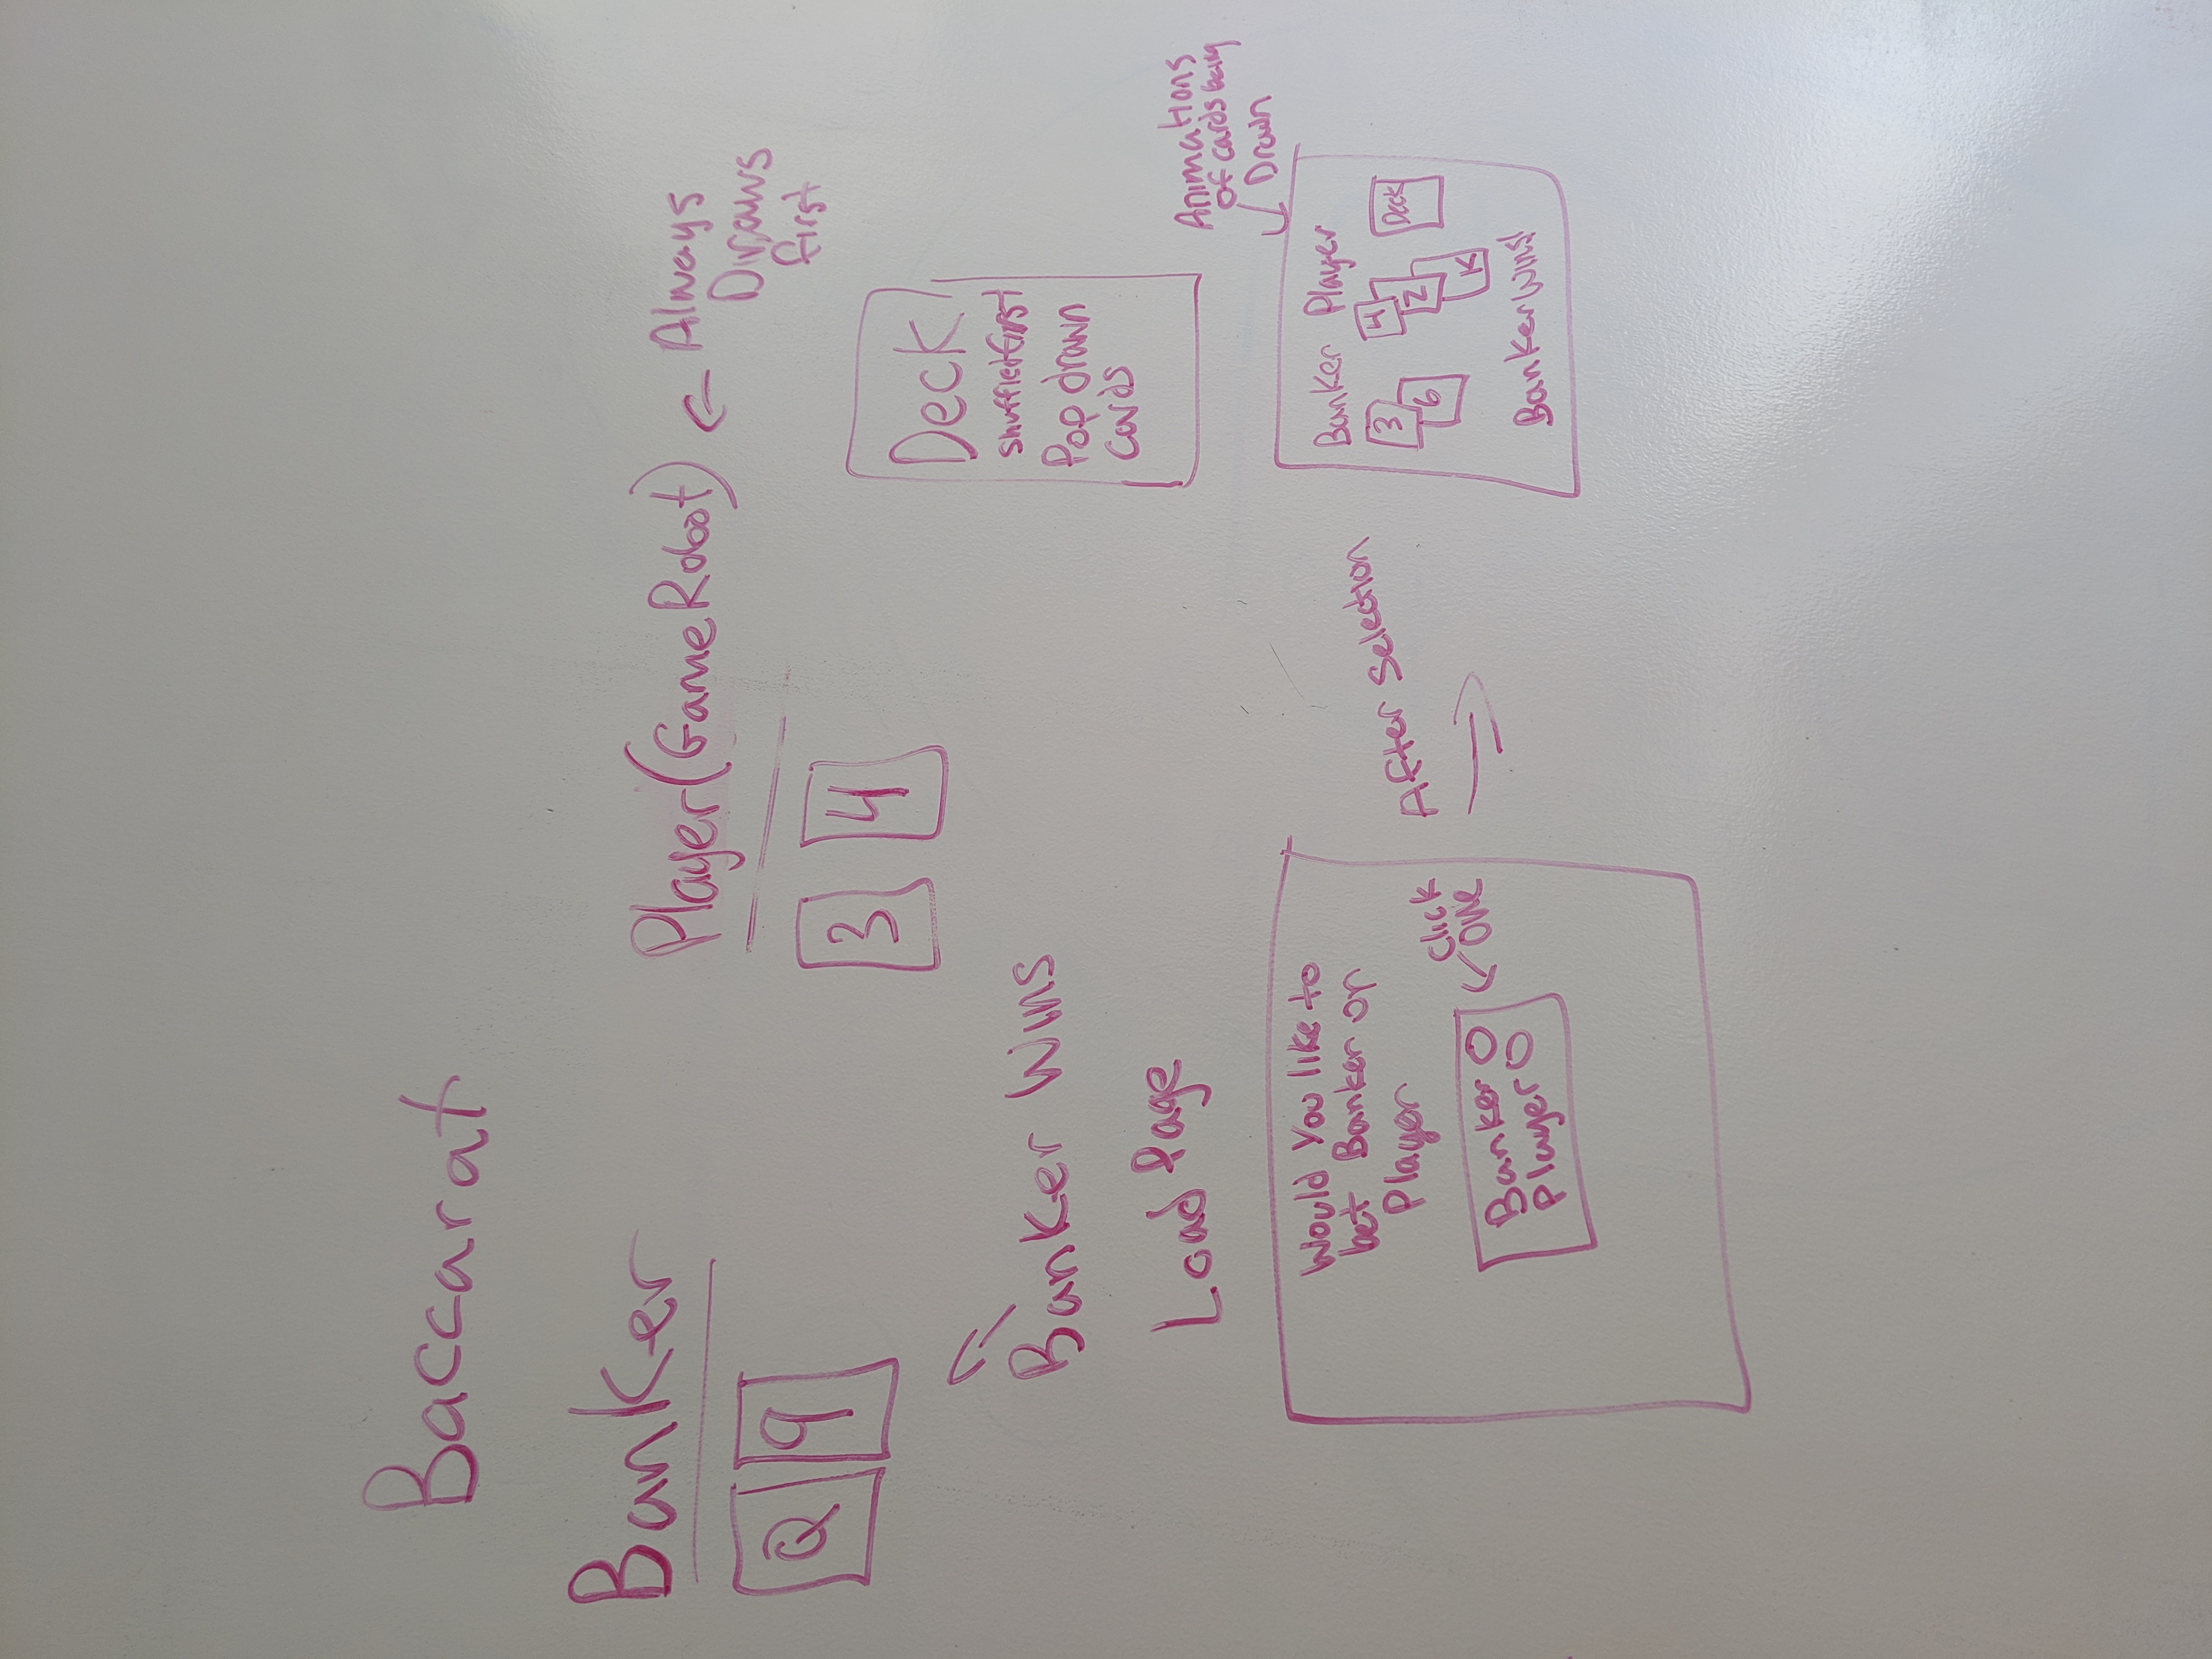 Baccarat
Banker
Q 9
Player (GameRobot) ← Always
Draws
first
3 4
Banker Wins
Deck
shuffled first
Pop drawn
cards
Load Page
Would You like to
bet Banker or
Player
Banker
Player
Click
one
After Selection
Animations
of cards being
Drawn
Banker Player
3
6
4
2
K
Deck
Banker Wins!